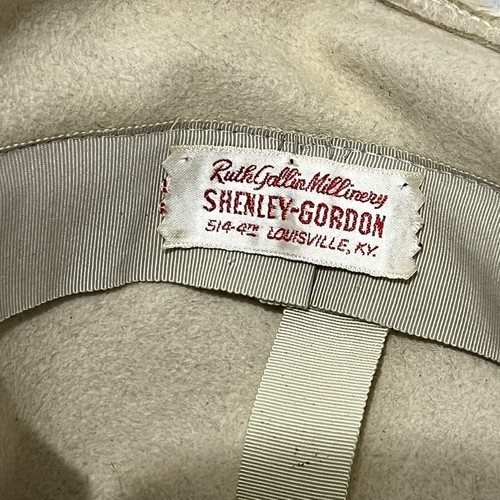 Ruth Gallin Millinery
SHENLEY-GORDON
514-4TH LOUISVILLE, KY.